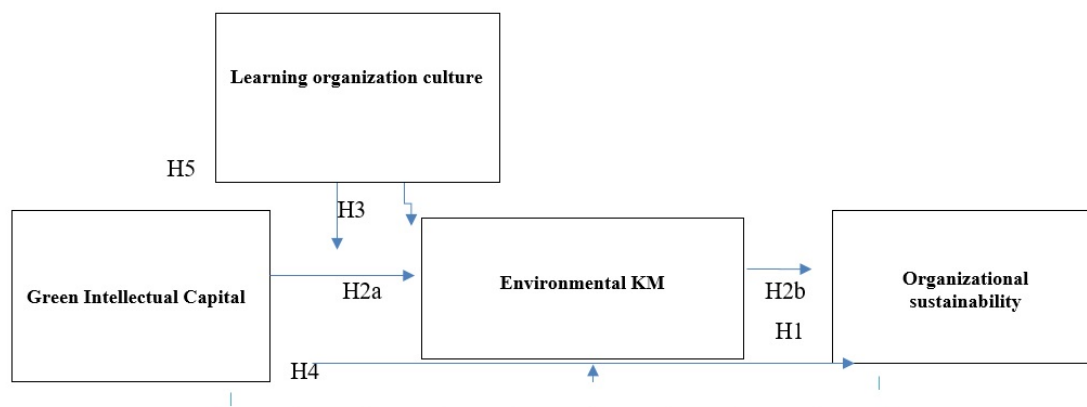 Learning organization culture
H5
H3
Green Intellectual Capital
H2a
Environmental KM
H2b
Organizational
sustainability
H1
H4